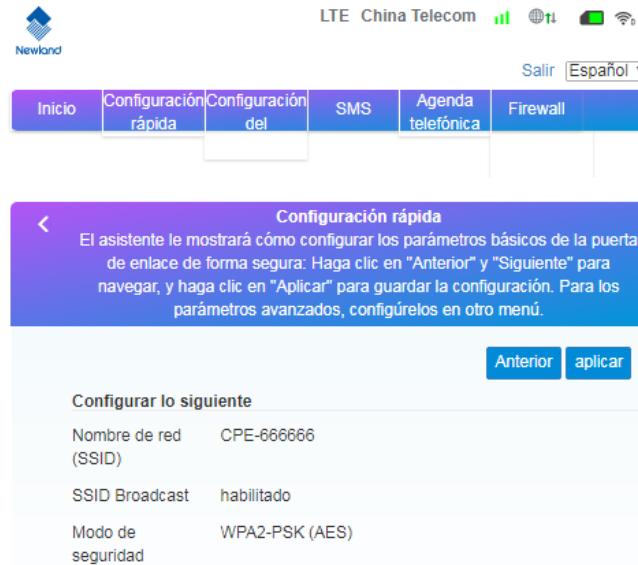 LTE China Telecom
Newland
Salir Español
Inicio Configuración rápida Configuración del SMS Agenda telefónica Firewall
Configuración rápida
El asistente le mostrará cómo configurar los parámetros básicos de la puerta
de enlace de forma segura: Haga clic en "Anterior" y "Siguiente" para
navegar, y haga clic en "Aplicar" para guardar la configuración. Para los
parámetros avanzados, configúrelos en otro menú.
Anterior aplicar
Configurar lo siguiente
Nombre de red CPE-666666
(SSID)
SSID Broadcast habilitado
Modo de WPA2-PSK (AES)
seguridad